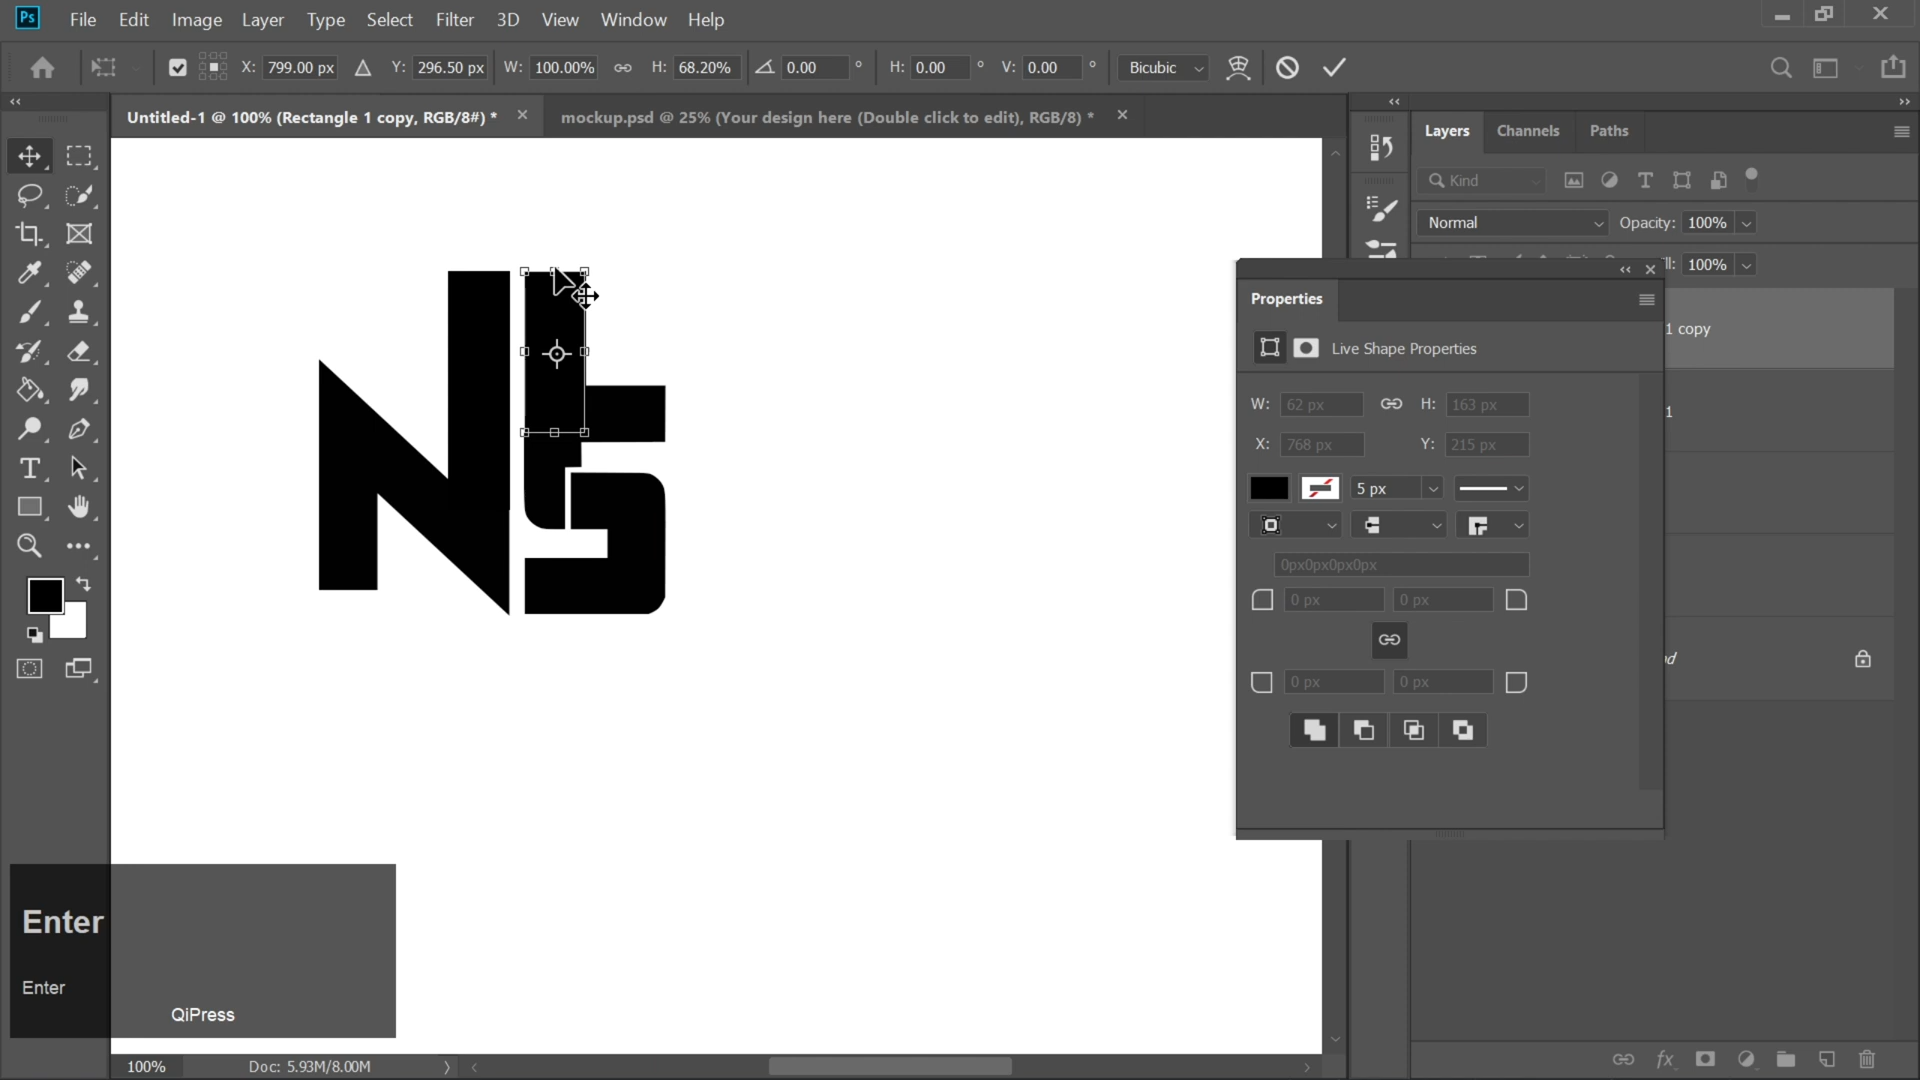 Ps File Edit Image Layer Type Select Filter 3D View Window Help
X: 799.00 px Y: 296.50 px W: 100.00% H: 68.20% 0.00 ° H: 0.00 ° V: 0.00 ° Bicubic
Untitled-1 @ 100% (Rectangle 1 copy, RGB/8#) * mockup.psd @ 25% (Your design here (Double click to edit), RGB/8) *
Layers Channels Paths
Kind
Normal Opacity: 100%
100%
Properties
1 copy
Live Shape Properties
W: 62 px H: 163 px
1
X: 768 px Y: 215 px
5 px
0px0px0px0px
0 px 0 px
0 px 0 px
NS
Enter
Enter
QiPress
100% Doc: 5.93M/8.00M